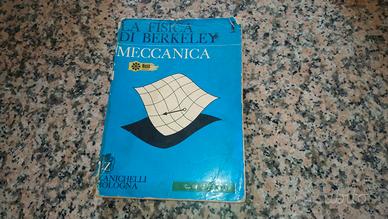 LA FISICA
DI BERKELEY
MECCANICA
ZANICHELLI
BOLOGNA